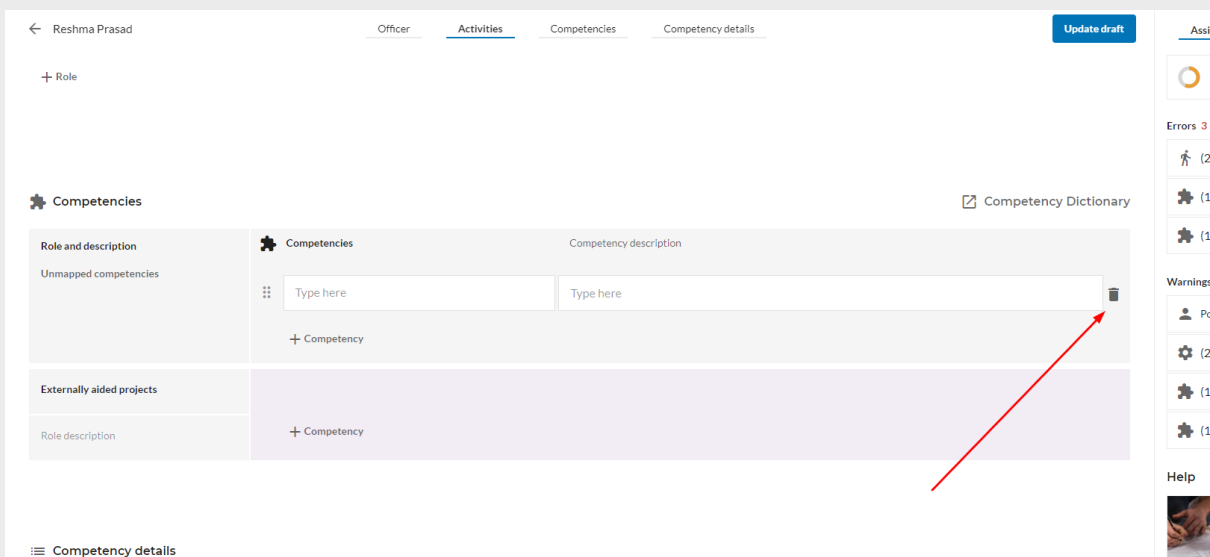 Reshma Prasad
Officer Activities Competencies Competency details Update draft
+ Role
Errors 3
Competencies
Competency Dictionary
Role and description
Competencies
Competency description
Unmapped competencies
Type here
Type here
+ Competency
Warnings
Externally aided projects
Role description
+ Competency
Help
Competency details